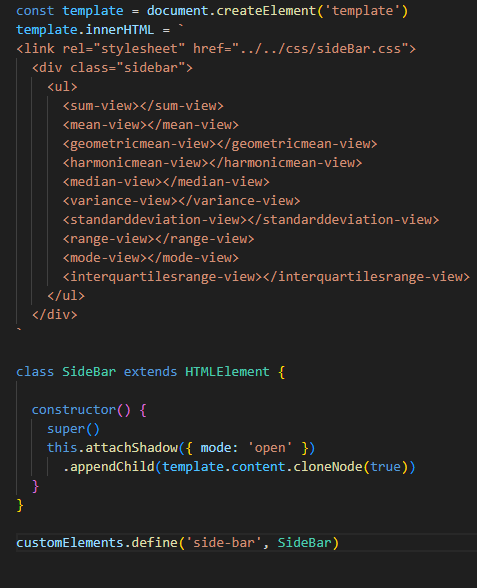 const template = document.createElement('template')
template.innerHTML = `
<link rel="stylesheet" href="../../css/sideBar.css">
  <div class="sidebar">
    <ul>
      <sum-view></sum-view>
      <mean-view></mean-view>
      <geometricmean-view></geometricmean-view>
      <harmonicmean-view></harmonicmean-view>
      <median-view></median-view>
      <variance-view></variance-view>
      <standarddeviation-view></standarddeviation-view>
      <range-view></range-view>
      <mode-view></mode-view>
      <interquartilesrange-view></interquartilesrange-view>
    </ul>
  </div>
`

class SideBar extends HTMLElement {

  constructor() {
    super()
    this.attachShadow({ mode: 'open' })
      .appendChild(template.content.cloneNode(true))
  }
}

customElements.define('side-bar', SideBar)